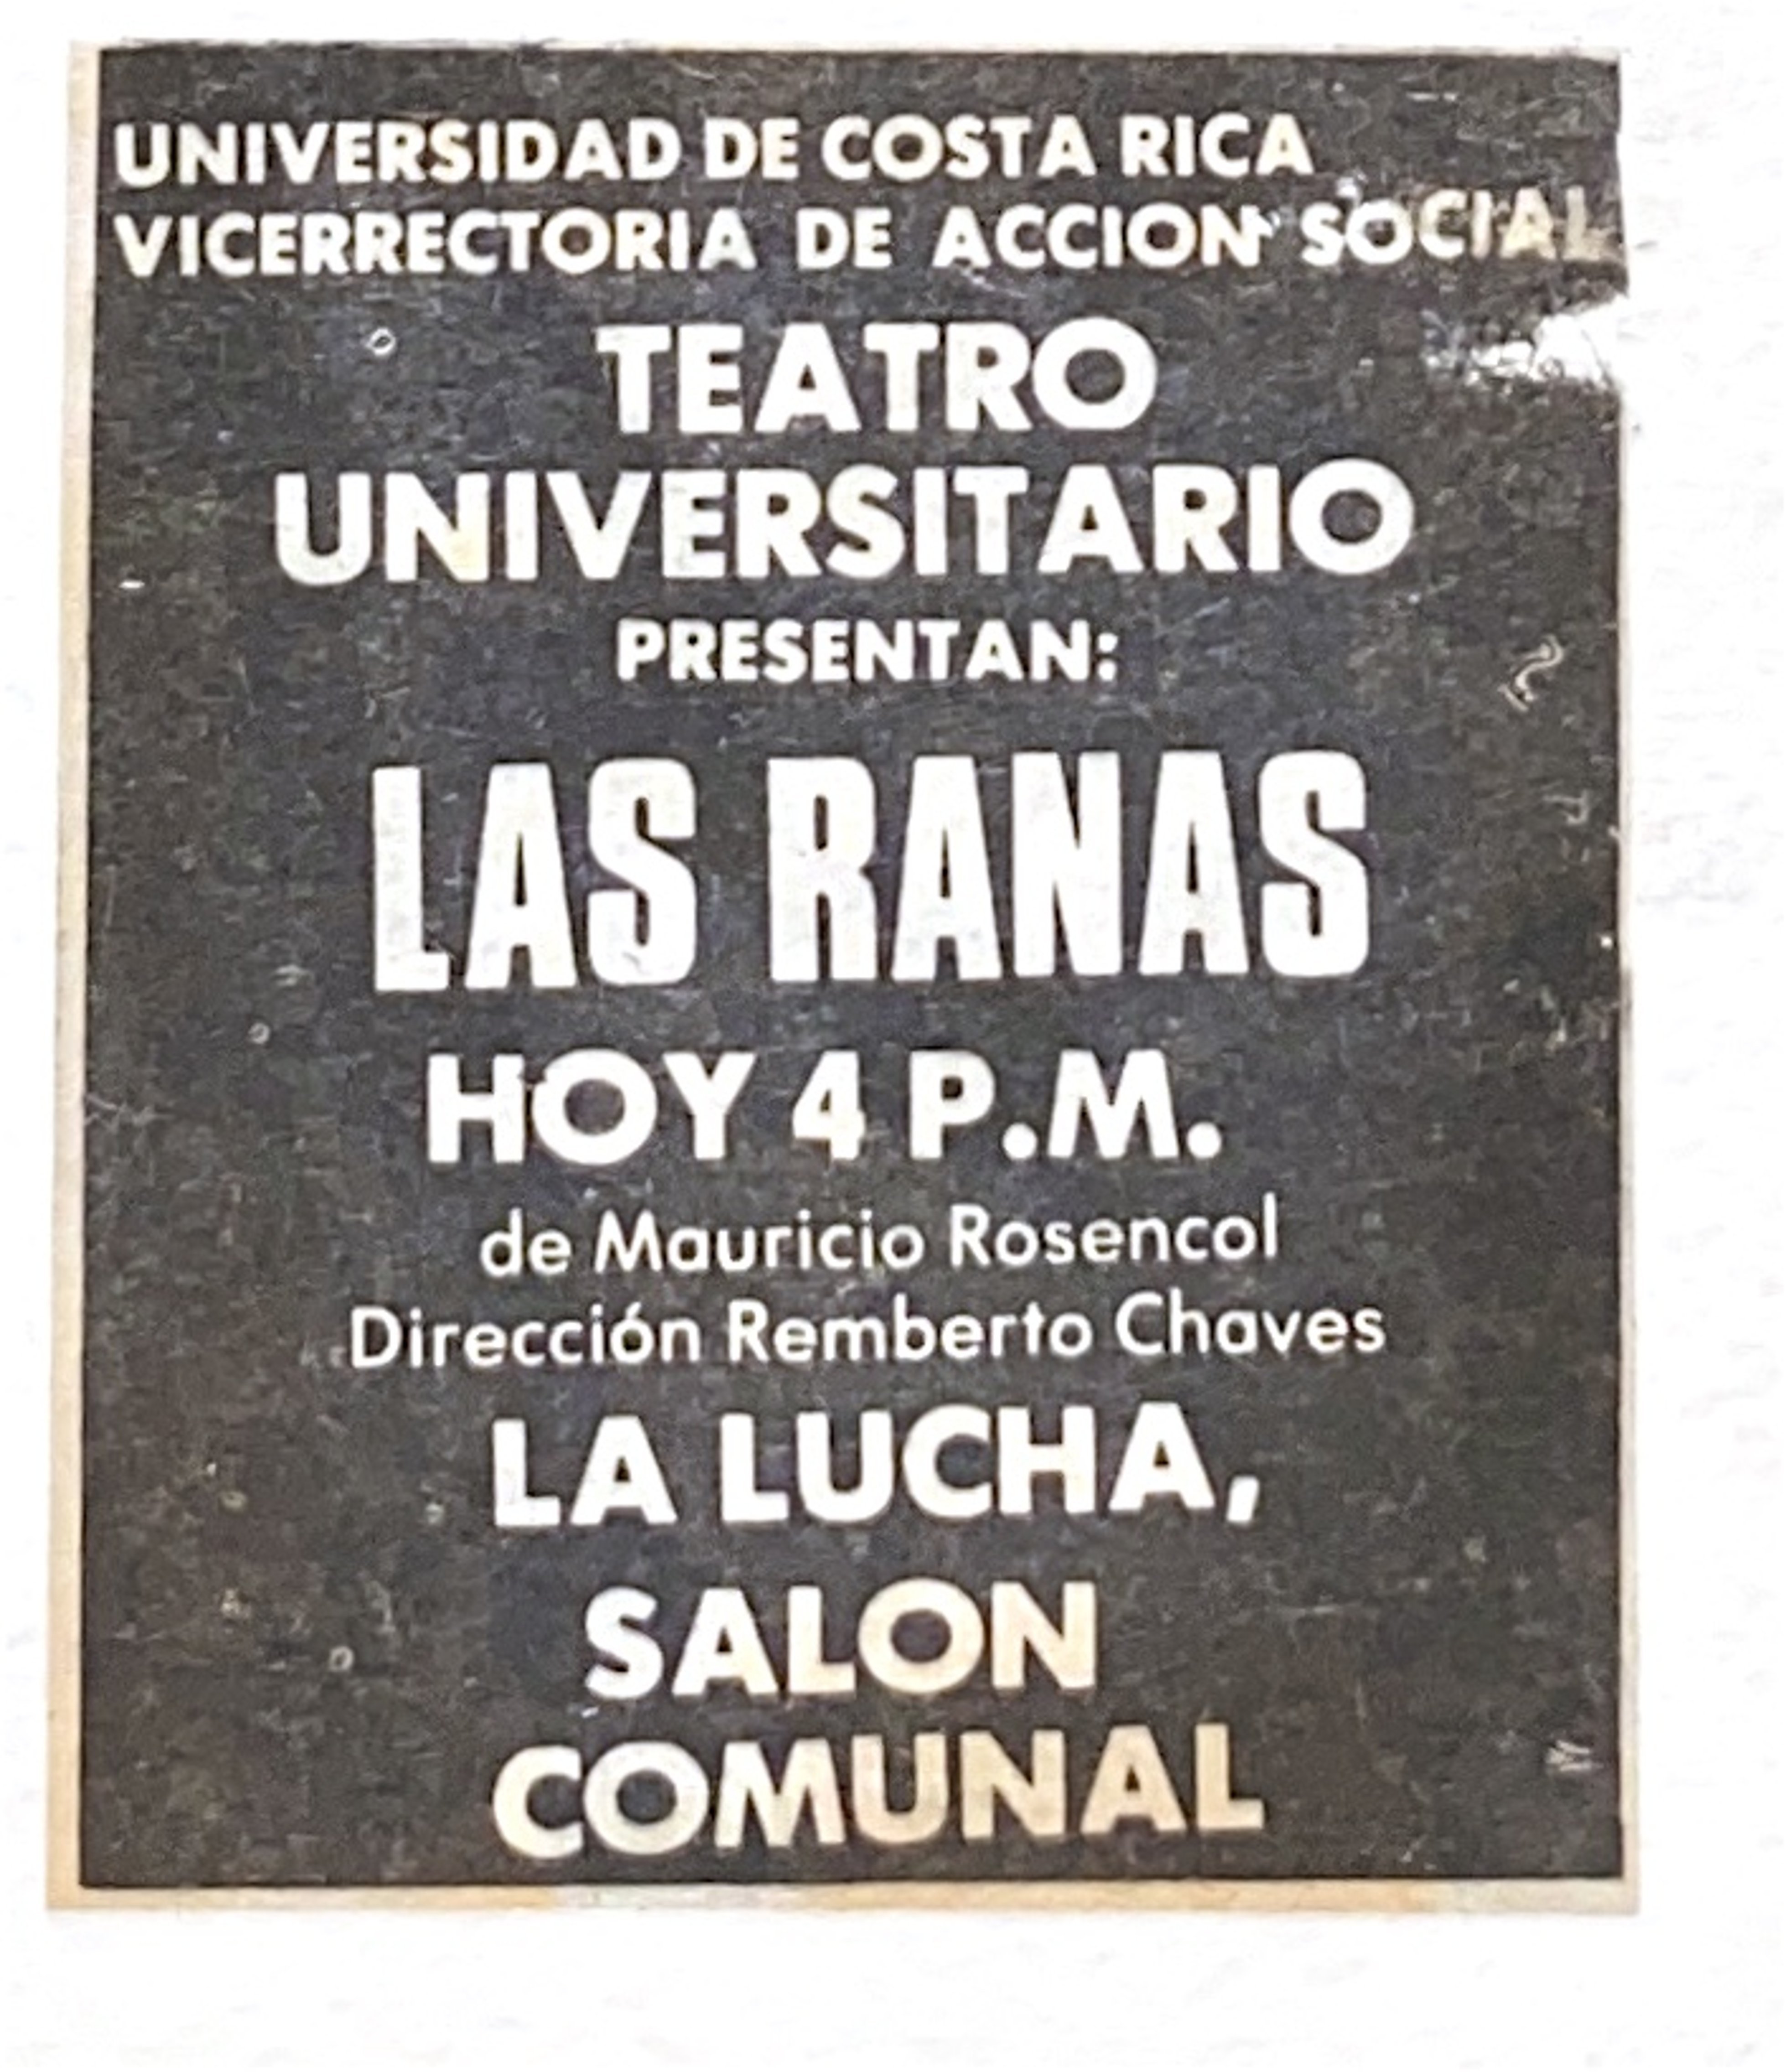 UNIVERSIDAD DE COSTA RICA
VICERRECTORIA DE ACCION SOCIAL
TEATRO
UNIVERSITARIO
PRESENTAN:
LAS RANAS
HOY 4 P.M.
de Mauricio Rosencol
Dirección Remberto Chaves
LA LUCHA,
SALON
COMUNAL